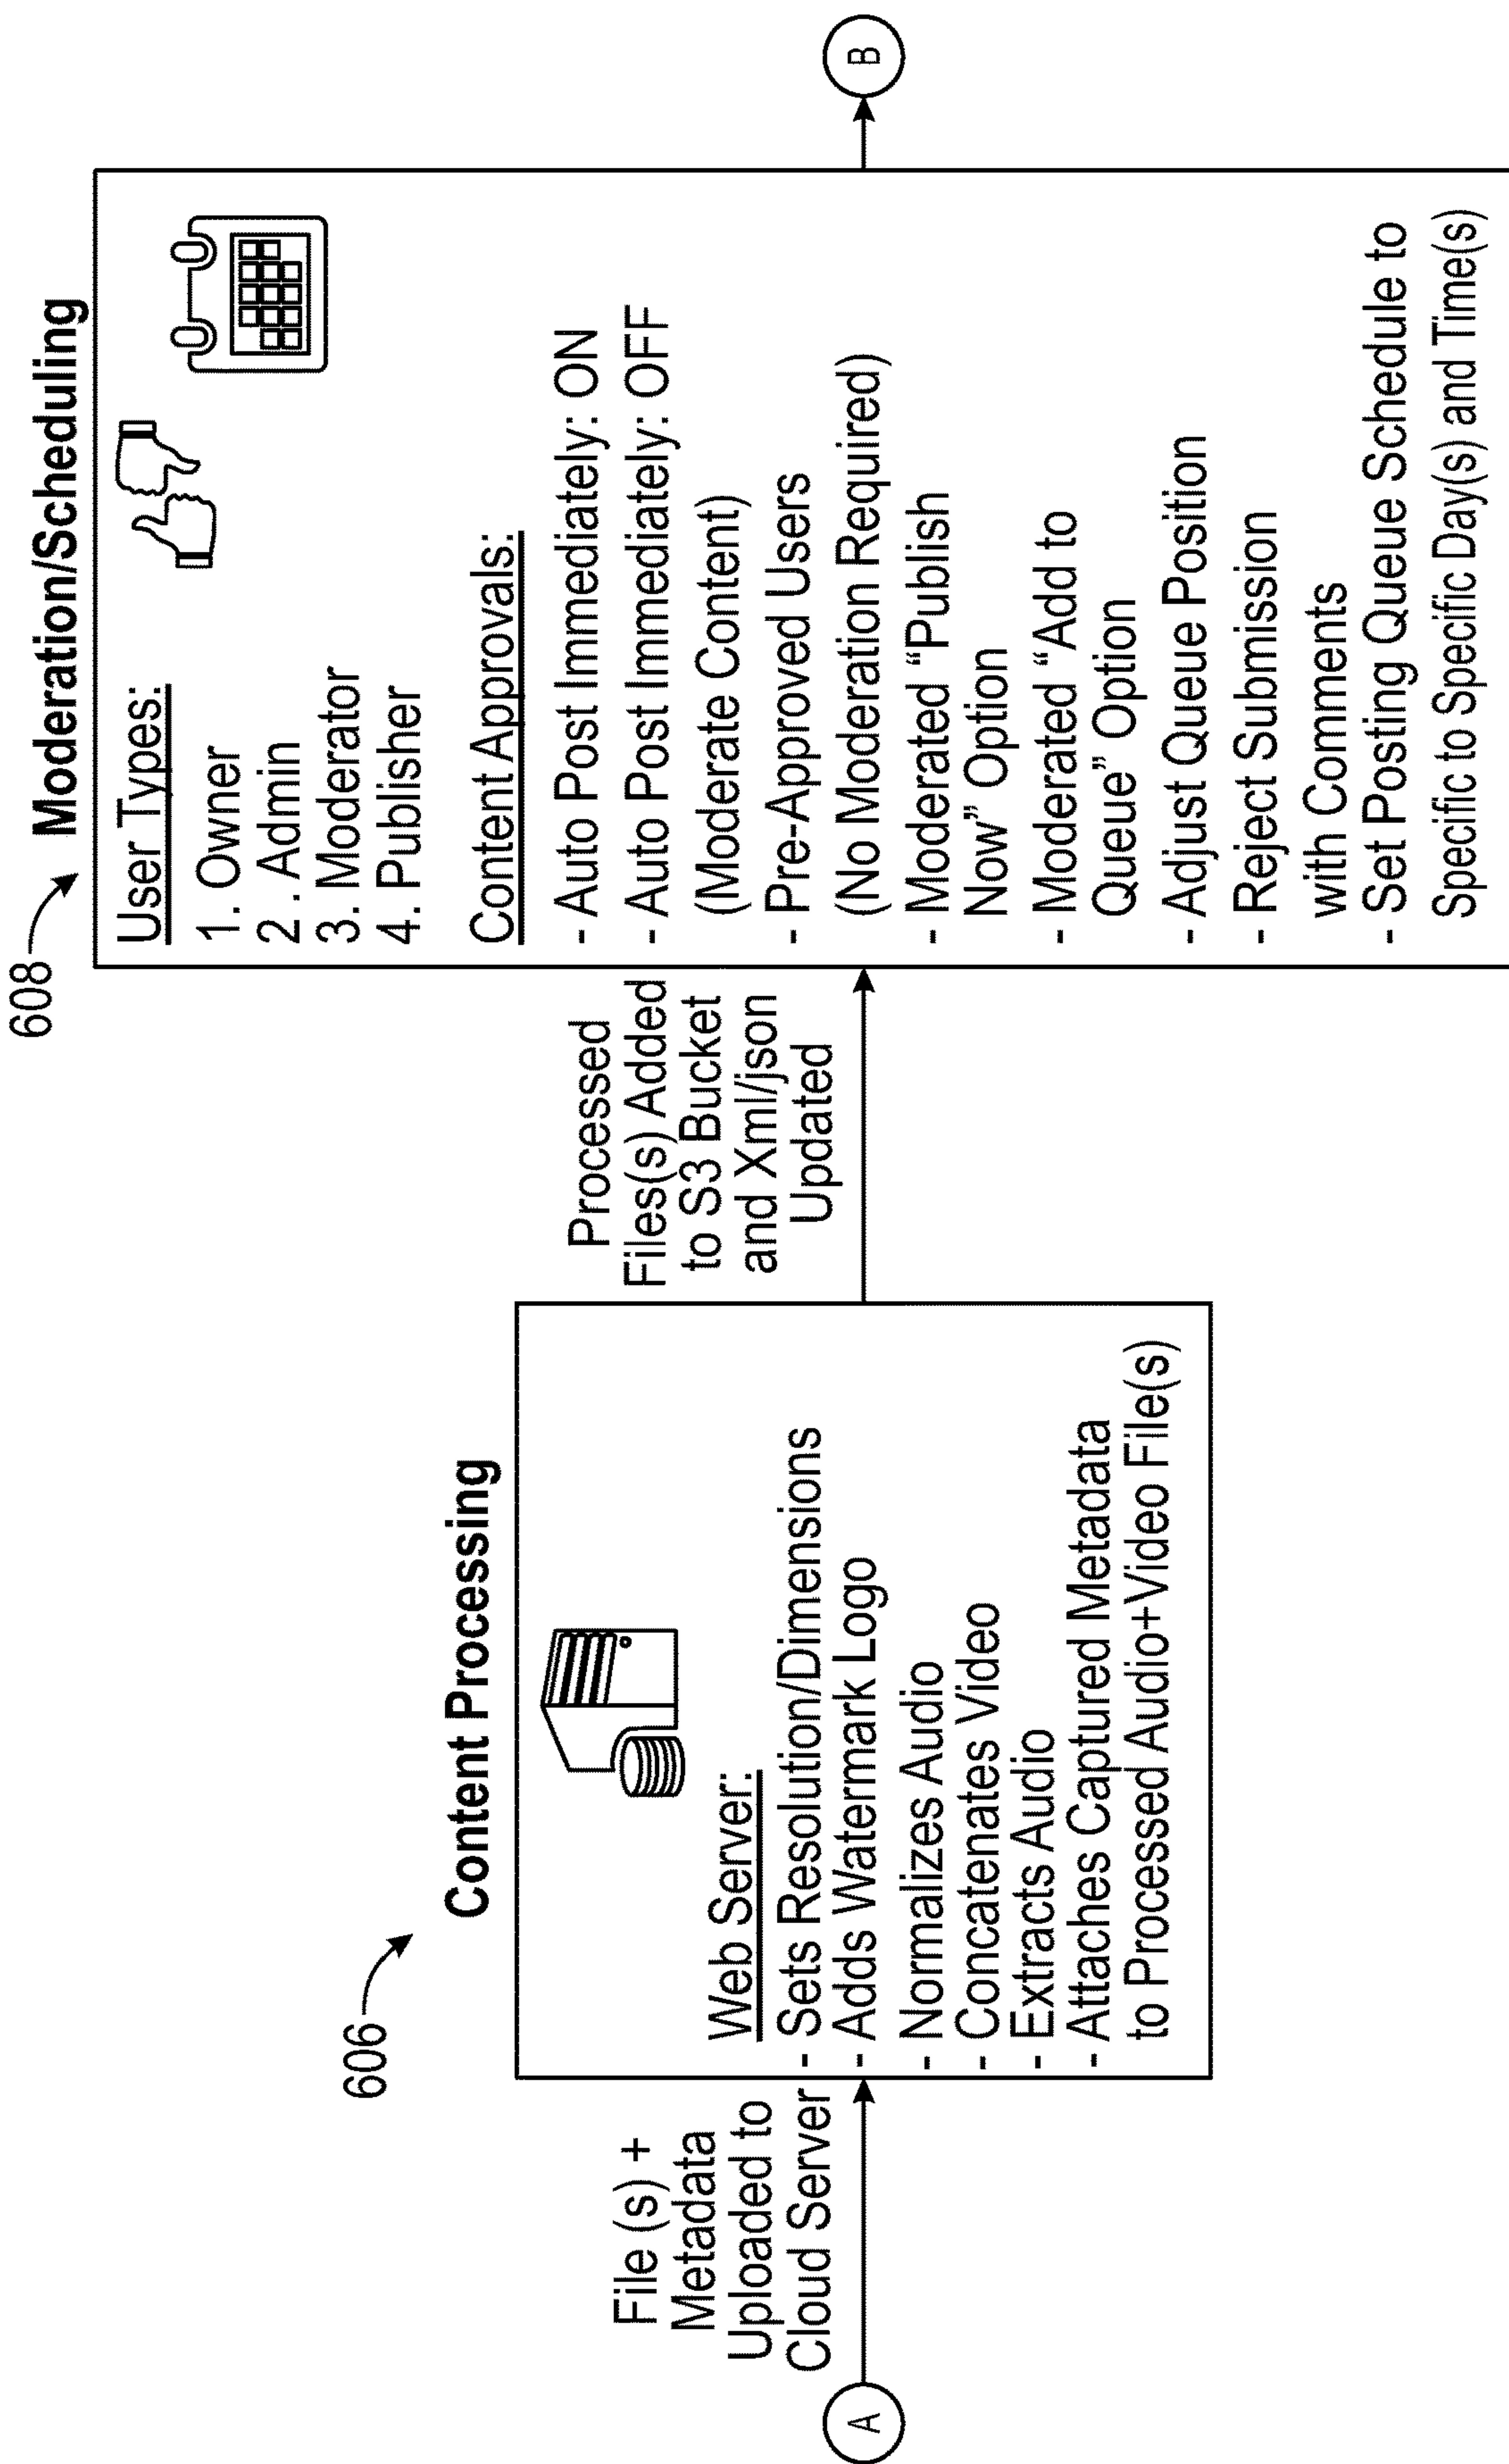 A
File (s) +
Metadata
Uploaded to
Cloud Server
606
Content Processing
Web Server:
- Sets Resolution/Dimensions
- Adds Watermark Logo
- Normalizes Audio
- Concatenates Video
- Extracts Audio
- Attaches Captured Metadata
to Processed Audio+Video File(s)
Processed
Files(s) Added
to S3 Bucket
and Xml/json
Updated
608
Moderation/Scheduling
User Types:
1. Owner
2 . Admin
3. Moderator
4. Publisher
Content Approvals:
- Auto Post Immediately: ON
- Auto Post Immediately: OFF
(Moderate Content)
- Pre-Approved Users
(No Moderation Required)
- Moderated “Publish
Now” Option
- Moderated “Add to
Queue” Option
- Adjust Queue Position
- Reject Submission
with Comments
- Set Posting Queue Schedule to
Specific to Specific Day(s) and Time(s)
B